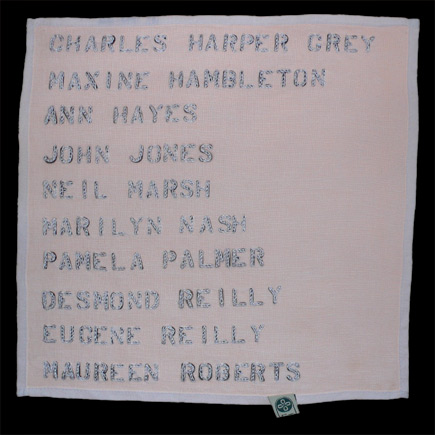 CHARLES HARPER GREY
MAXINE HAMBLETON
ANN HAYES
JOHN JONES
NEIL MARSH
MARILYN NASH
PAMELA PALMER
DESMOND REILLY
EUGENE REILLY
MAUREEN ROBERTS